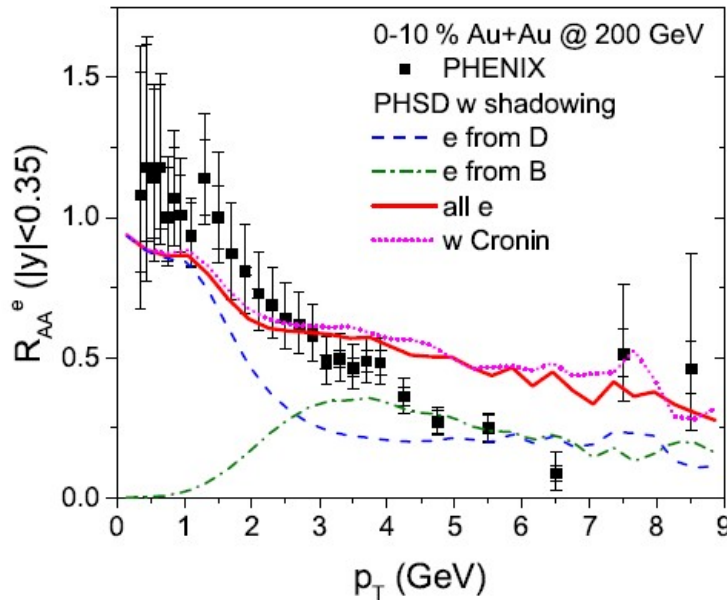 0-10 % Au+Au @ 200 GeV
PHENIX
PHSD w shadowing
e from D
e from B
all e
w Cronin
R_AA^e (|y|<0.35)
1.5
1.0
0.5
0.0
0 1 2 3 4 5 6 7 8 9
p_T (GeV)